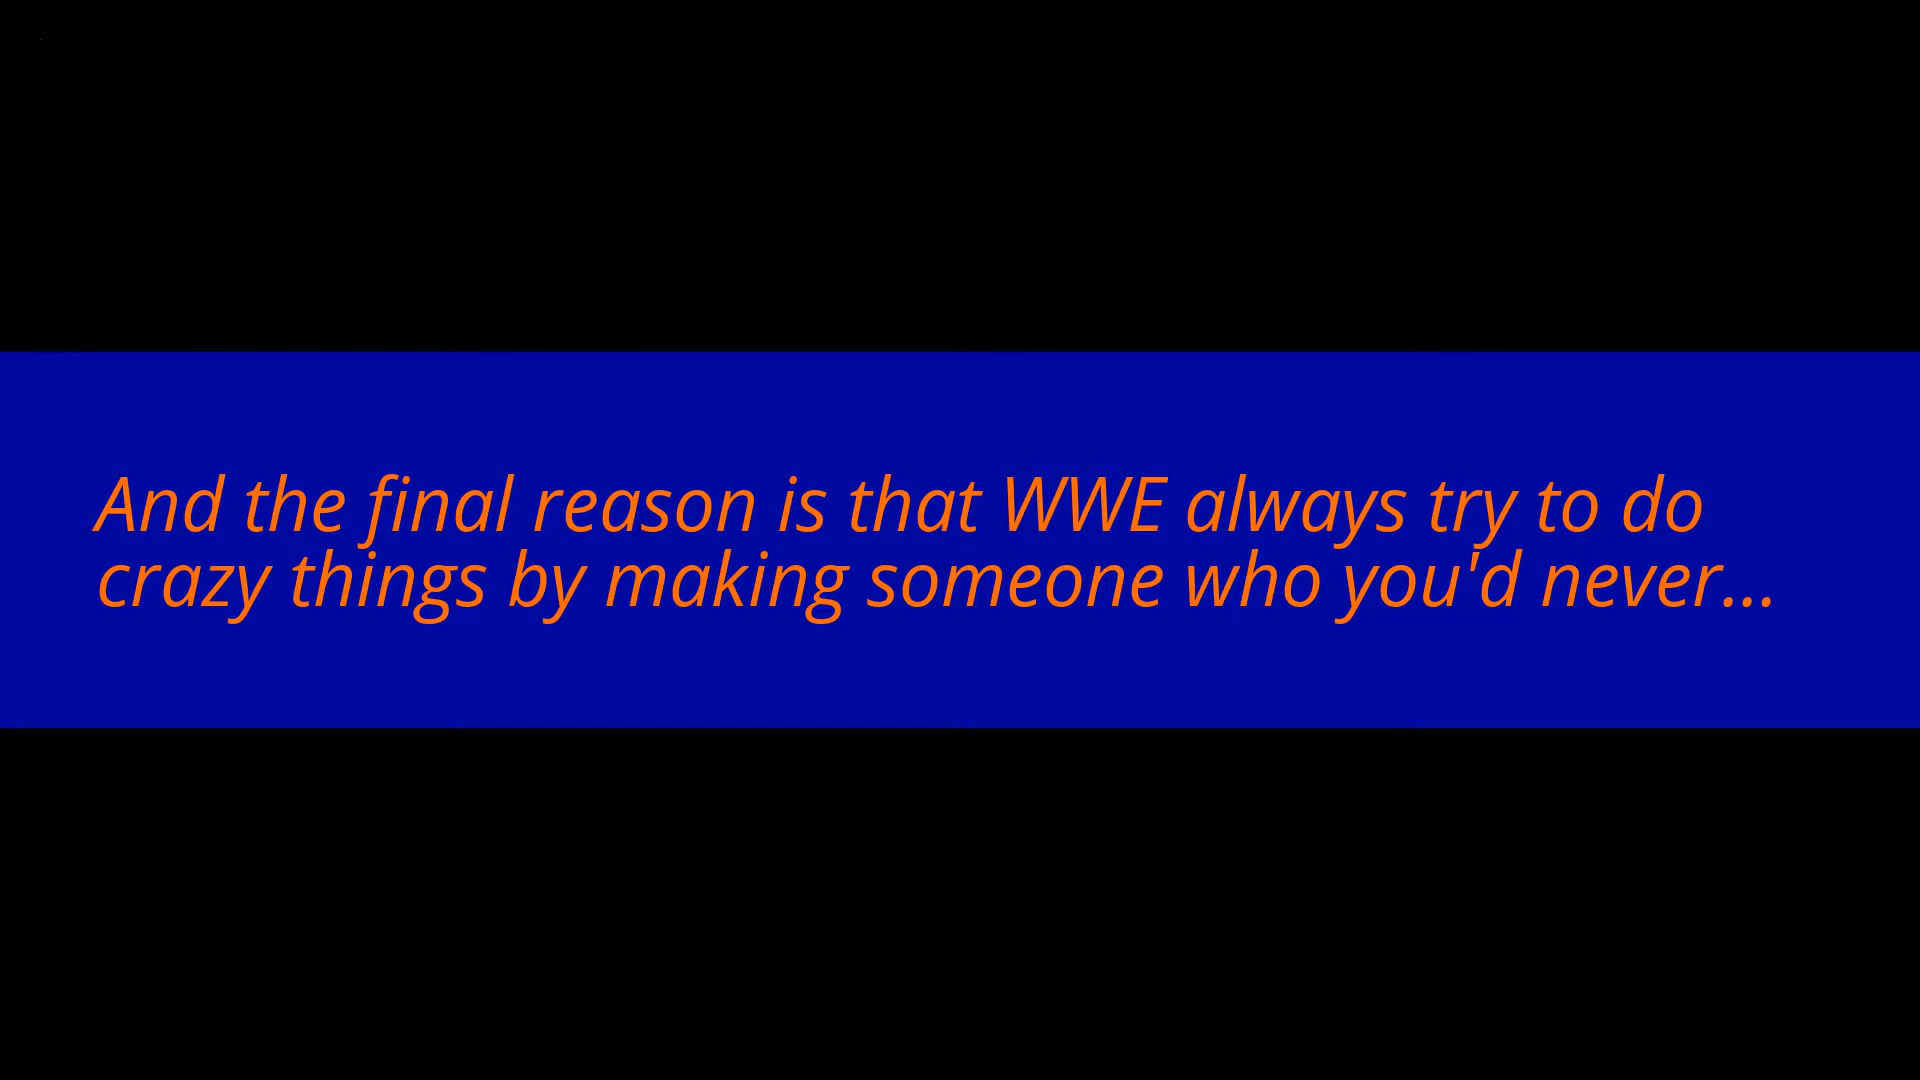 And the final reason is that WWE always try to do
crazy things by making someone who you'd never...